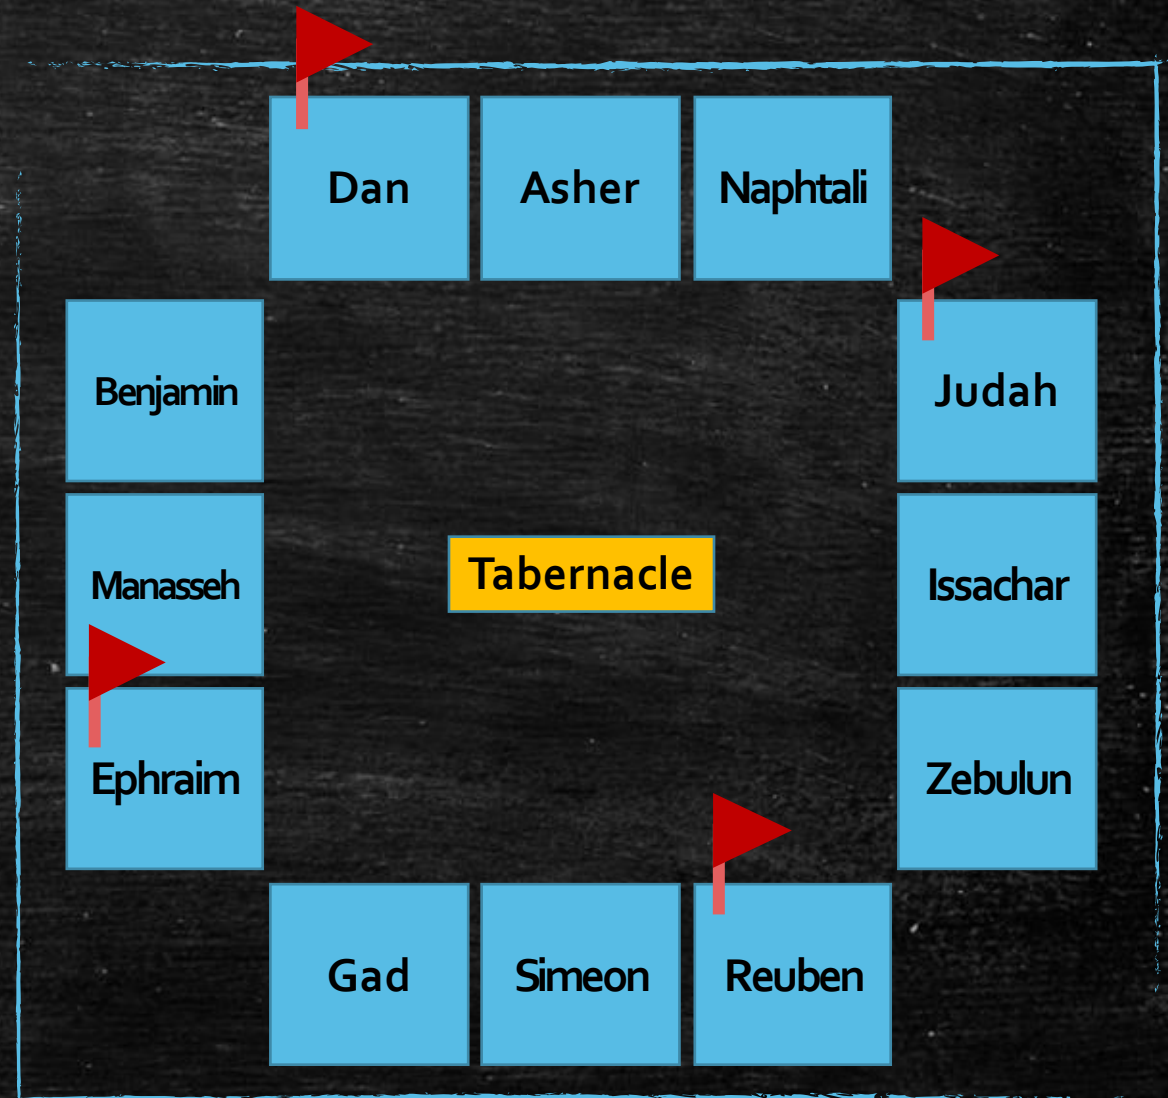 Dan
Asher
Naphtali
Benjamin
Judah
Manasseh
Tabernacle
Issachar
Ephraim
Zebulun
Gad
Simeon
Reuben